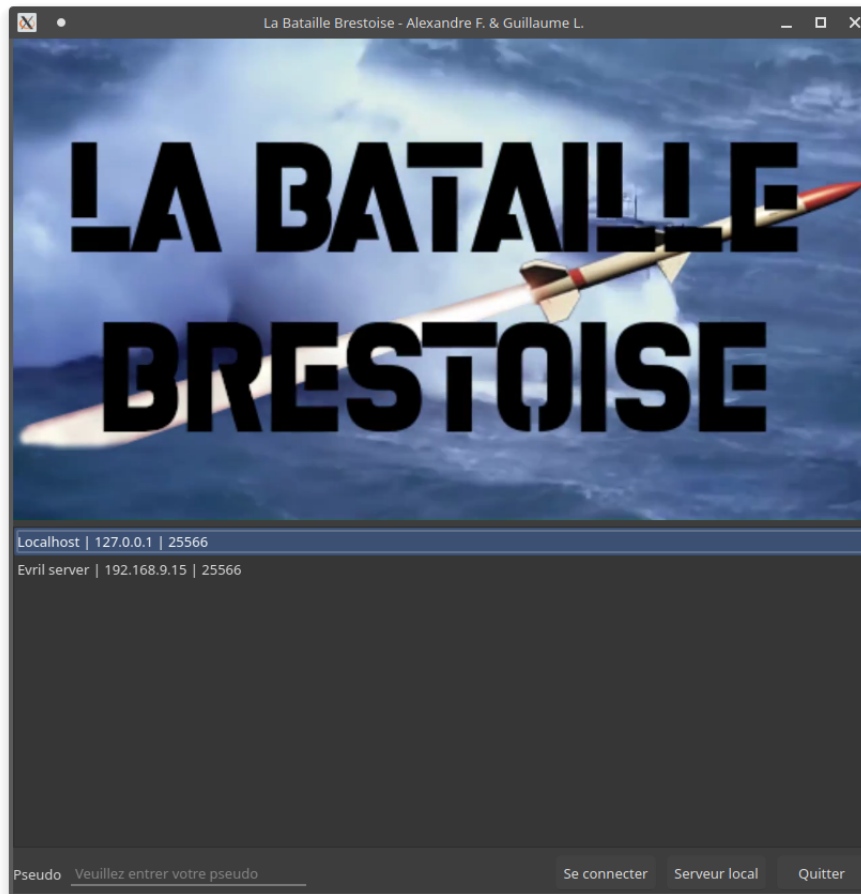 La Bataille Brestoise - Alexandre F. & Guillaume L.
LA BATAILLE
BRESTOISE
Localhost | 127.0.0.1 | 25566
Evril server | 192.168.9.15 | 25566
Pseudo Veuillez entrer votre pseudo Se connecter Serveur local Quitter